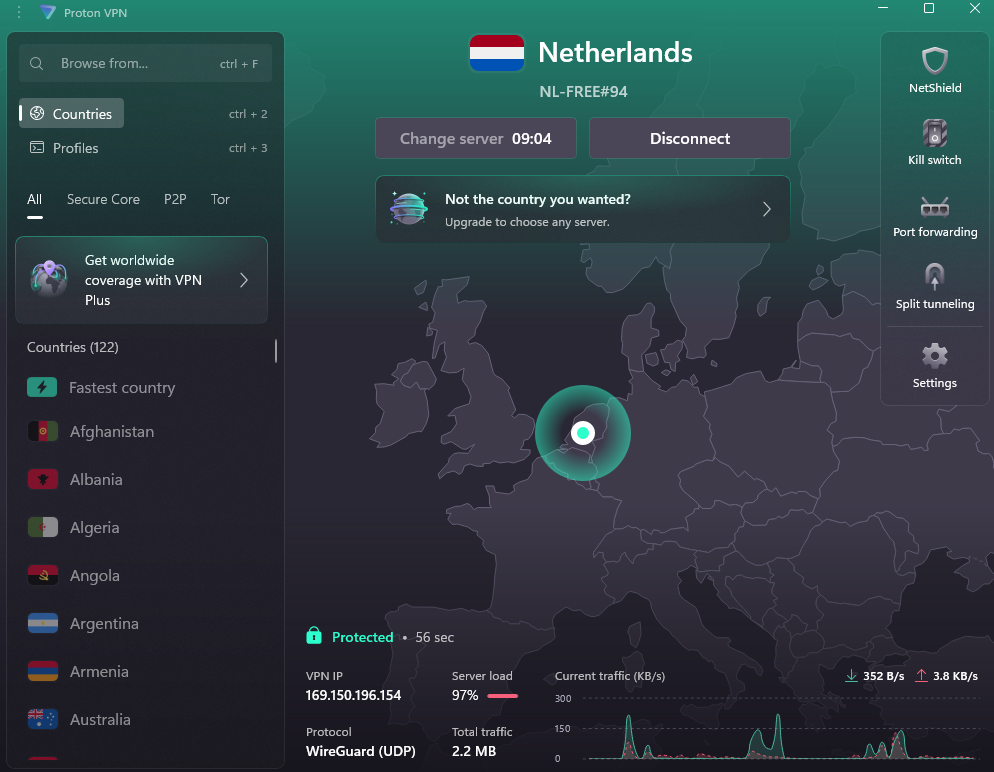 Proton VPN
Browse from...
ctrl + F
Countries
ctrl + 2
Profiles
ctrl + 3
All
Secure Core
P2P
Tor
Get worldwide
coverage with VPN
Plus
Countries (122)
Fastest country
Afghanistan
Albania
Algeria
Angola
Argentina
Armenia
Australia
Netherlands
NL-FREE#94
Change server 09:04
Disconnect
Not the country you wanted?
Upgrade to choose any server.
Protected • 56 sec
VPN IP
169.150.196.154
Server load
97%
Protocol
WireGuard (UDP)
Total traffic
2.2 MB
Current traffic (KB/s)
352 B/s
3.8 KB/s
300
150
0
NetShield
Kill switch
Port forwarding
Split tunneling
Settings